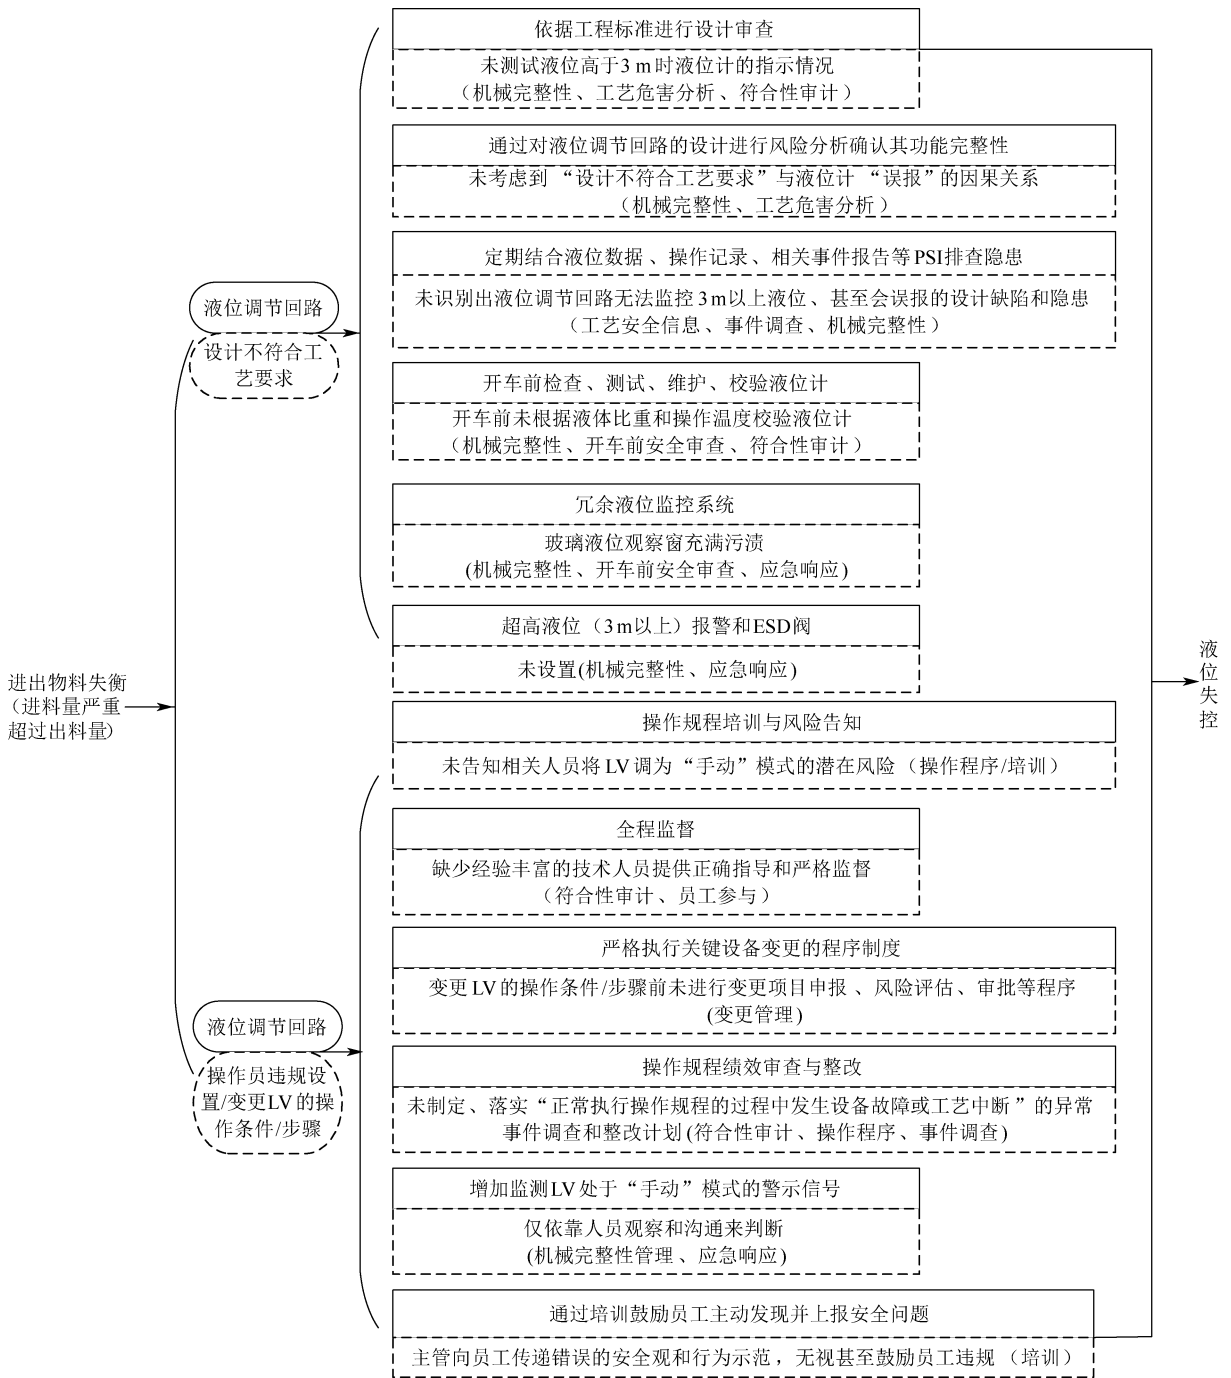 依据工程标准进行设计审查
未测试液位高于3 m时液位计的指示情况
（机械完整性、工艺危害分析、符合性审计）
通过对液位调节回路的设计进行风险分析确认其功能完整性
未考虑到“设计不符合工艺要求”与液位计“误报”的因果关系
（机械完整性、工艺危害分析）
定期结合液位数据、操作记录、相关事件报告等PSI排查隐患
未识别出液位调节回路无法监控3m以上液位、甚至会误报的设计缺陷和隐患
（工艺安全信息、事件调查、机械完整性）
液位调节回路
设计不符合工
艺要求
开车前检查、测试、维护、校验液位计
开车前未根据液体比重和操作温度校验液位计
（机械完整性、开车前安全审查、符合性审计）
冗余液位监控系统
玻璃液位观察窗充满污渍
(机械完整性、开车前安全审查、应急响应)
超高液位（3m以上）报警和ESD阀
未设置(机械完整性、应急响应)
进出物料失衡
（进料量严重
超过出料量）
液
位
失
控
操作规程培训与风险告知
未告知相关人员将LV调为“手动”模式的潜在风险（操作程序/培训）
全程监督
缺少经验丰富的技术人员提供正确指导和严格监督
（符合性审计、员工参与）
严格执行关键设备变更的程序制度
变更LV的操作条件/步骤前未进行变更项目申报、风险评估、审批等程序
(变更管理)
液位调节回路
操作员违规设
置/变更LV的操
作条件/步骤
操作规程绩效审查与整改
未制定、落实“正常执行操作规程的过程中发生设备故障或工艺中断”的异常
事件调查和整改计划(符合性审计、操作程序、事件调查)
增加监测LV处于“手动”模式的警示信号
仅依靠人员观察和沟通来判断
(机械完整性管理、应急响应)
通过培训鼓励员工主动发现并上报安全问题
主管向员工传递错误的安全观和行为示范，无视甚至鼓励员工违规（培训）